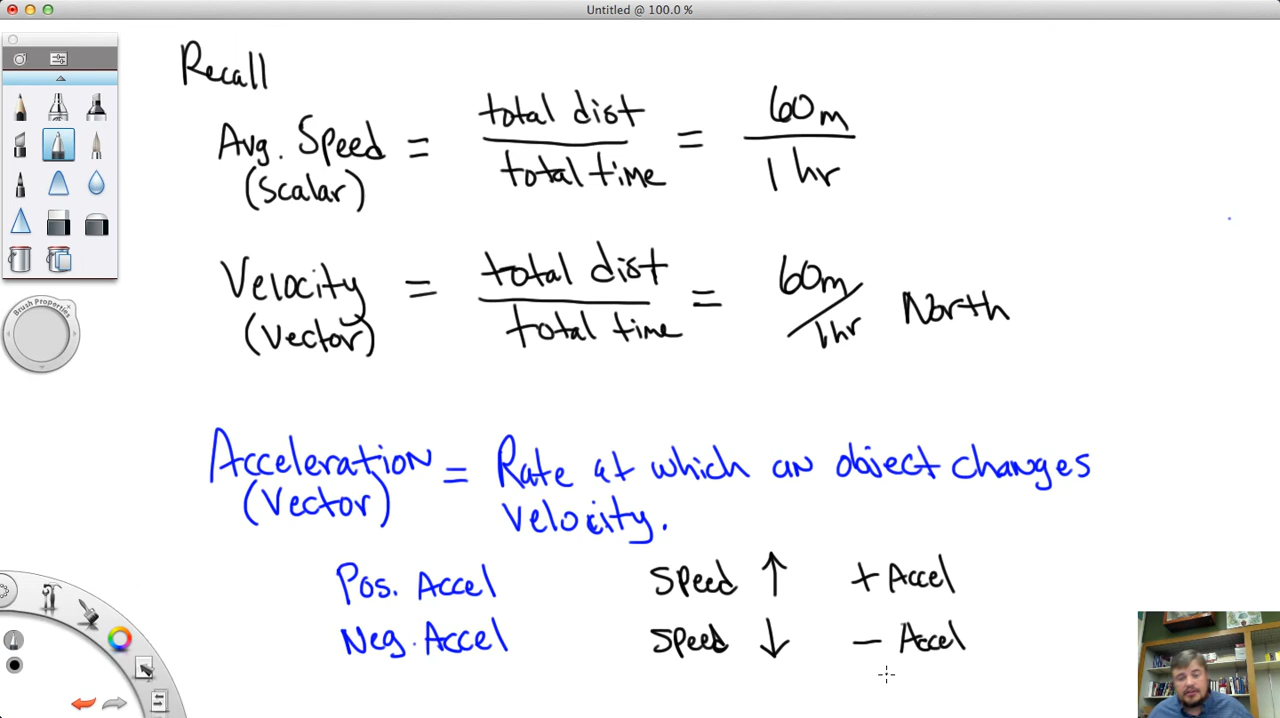 Untitled @ 100.0 %
Recall
Avg. Speed = total dist / total time = 60m / 1 hr
(Scalar)
Velocity = total dist / total time = 60m / 1hr North
(Vector)
Acceleration = Rate at which an object changes
(Vector) Velocity.
Pos. Accel Speed ↑ + Accel
Neg. Accel Speed ↓ - Accel
Brush Properties